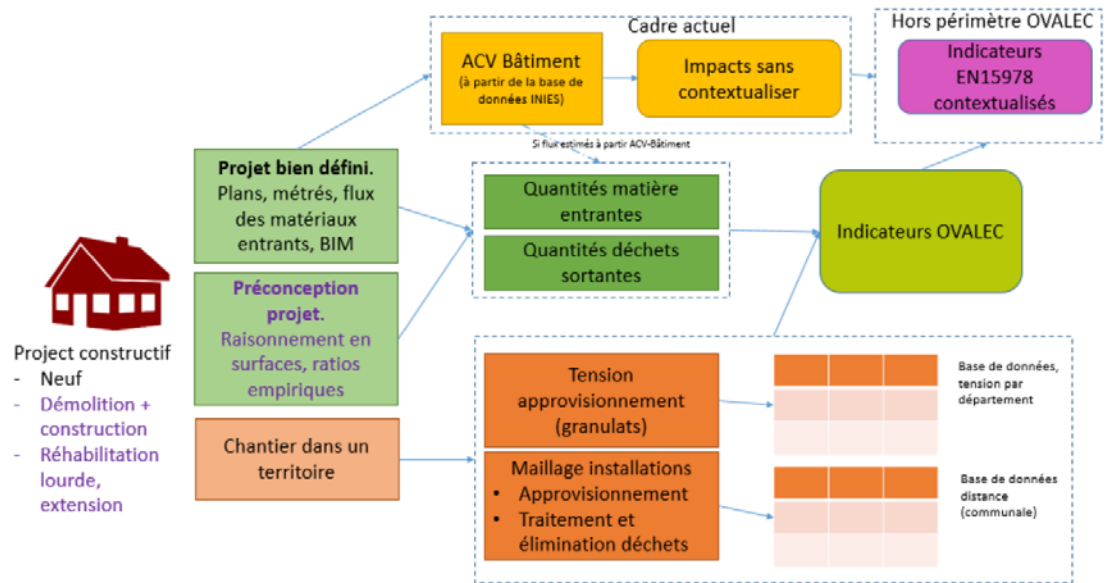 Cadre actuel
Hors périmètre OVALEC
ACV Bâtiment
(à partir de la base de
données INIES)
Impacts sans
contextualiser
Indicateurs
EN15978
contextualisés
Si flux estimés à partir ACV-Bâtiment
Projet bien défini.
Plans, métrés, flux
des matériaux
entrants, BIM
Quantités matière
entrantes
Quantités déchets
sortantes
Indicateurs OVALEC
Préconception
projet.
Raisonnement en
surfaces, ratios
empiriques
Project constructif
- Neuf
- Démolition +
construction
- Réhabilitation
lourde,
extension
Chantier dans un
territoire
Tension
approvisionnement
(granulats)
Base de données,
tension par
département
Maillage installations
• Approvisionnement
• Traitement et
élimination déchets
Base de données
distance
(communale)